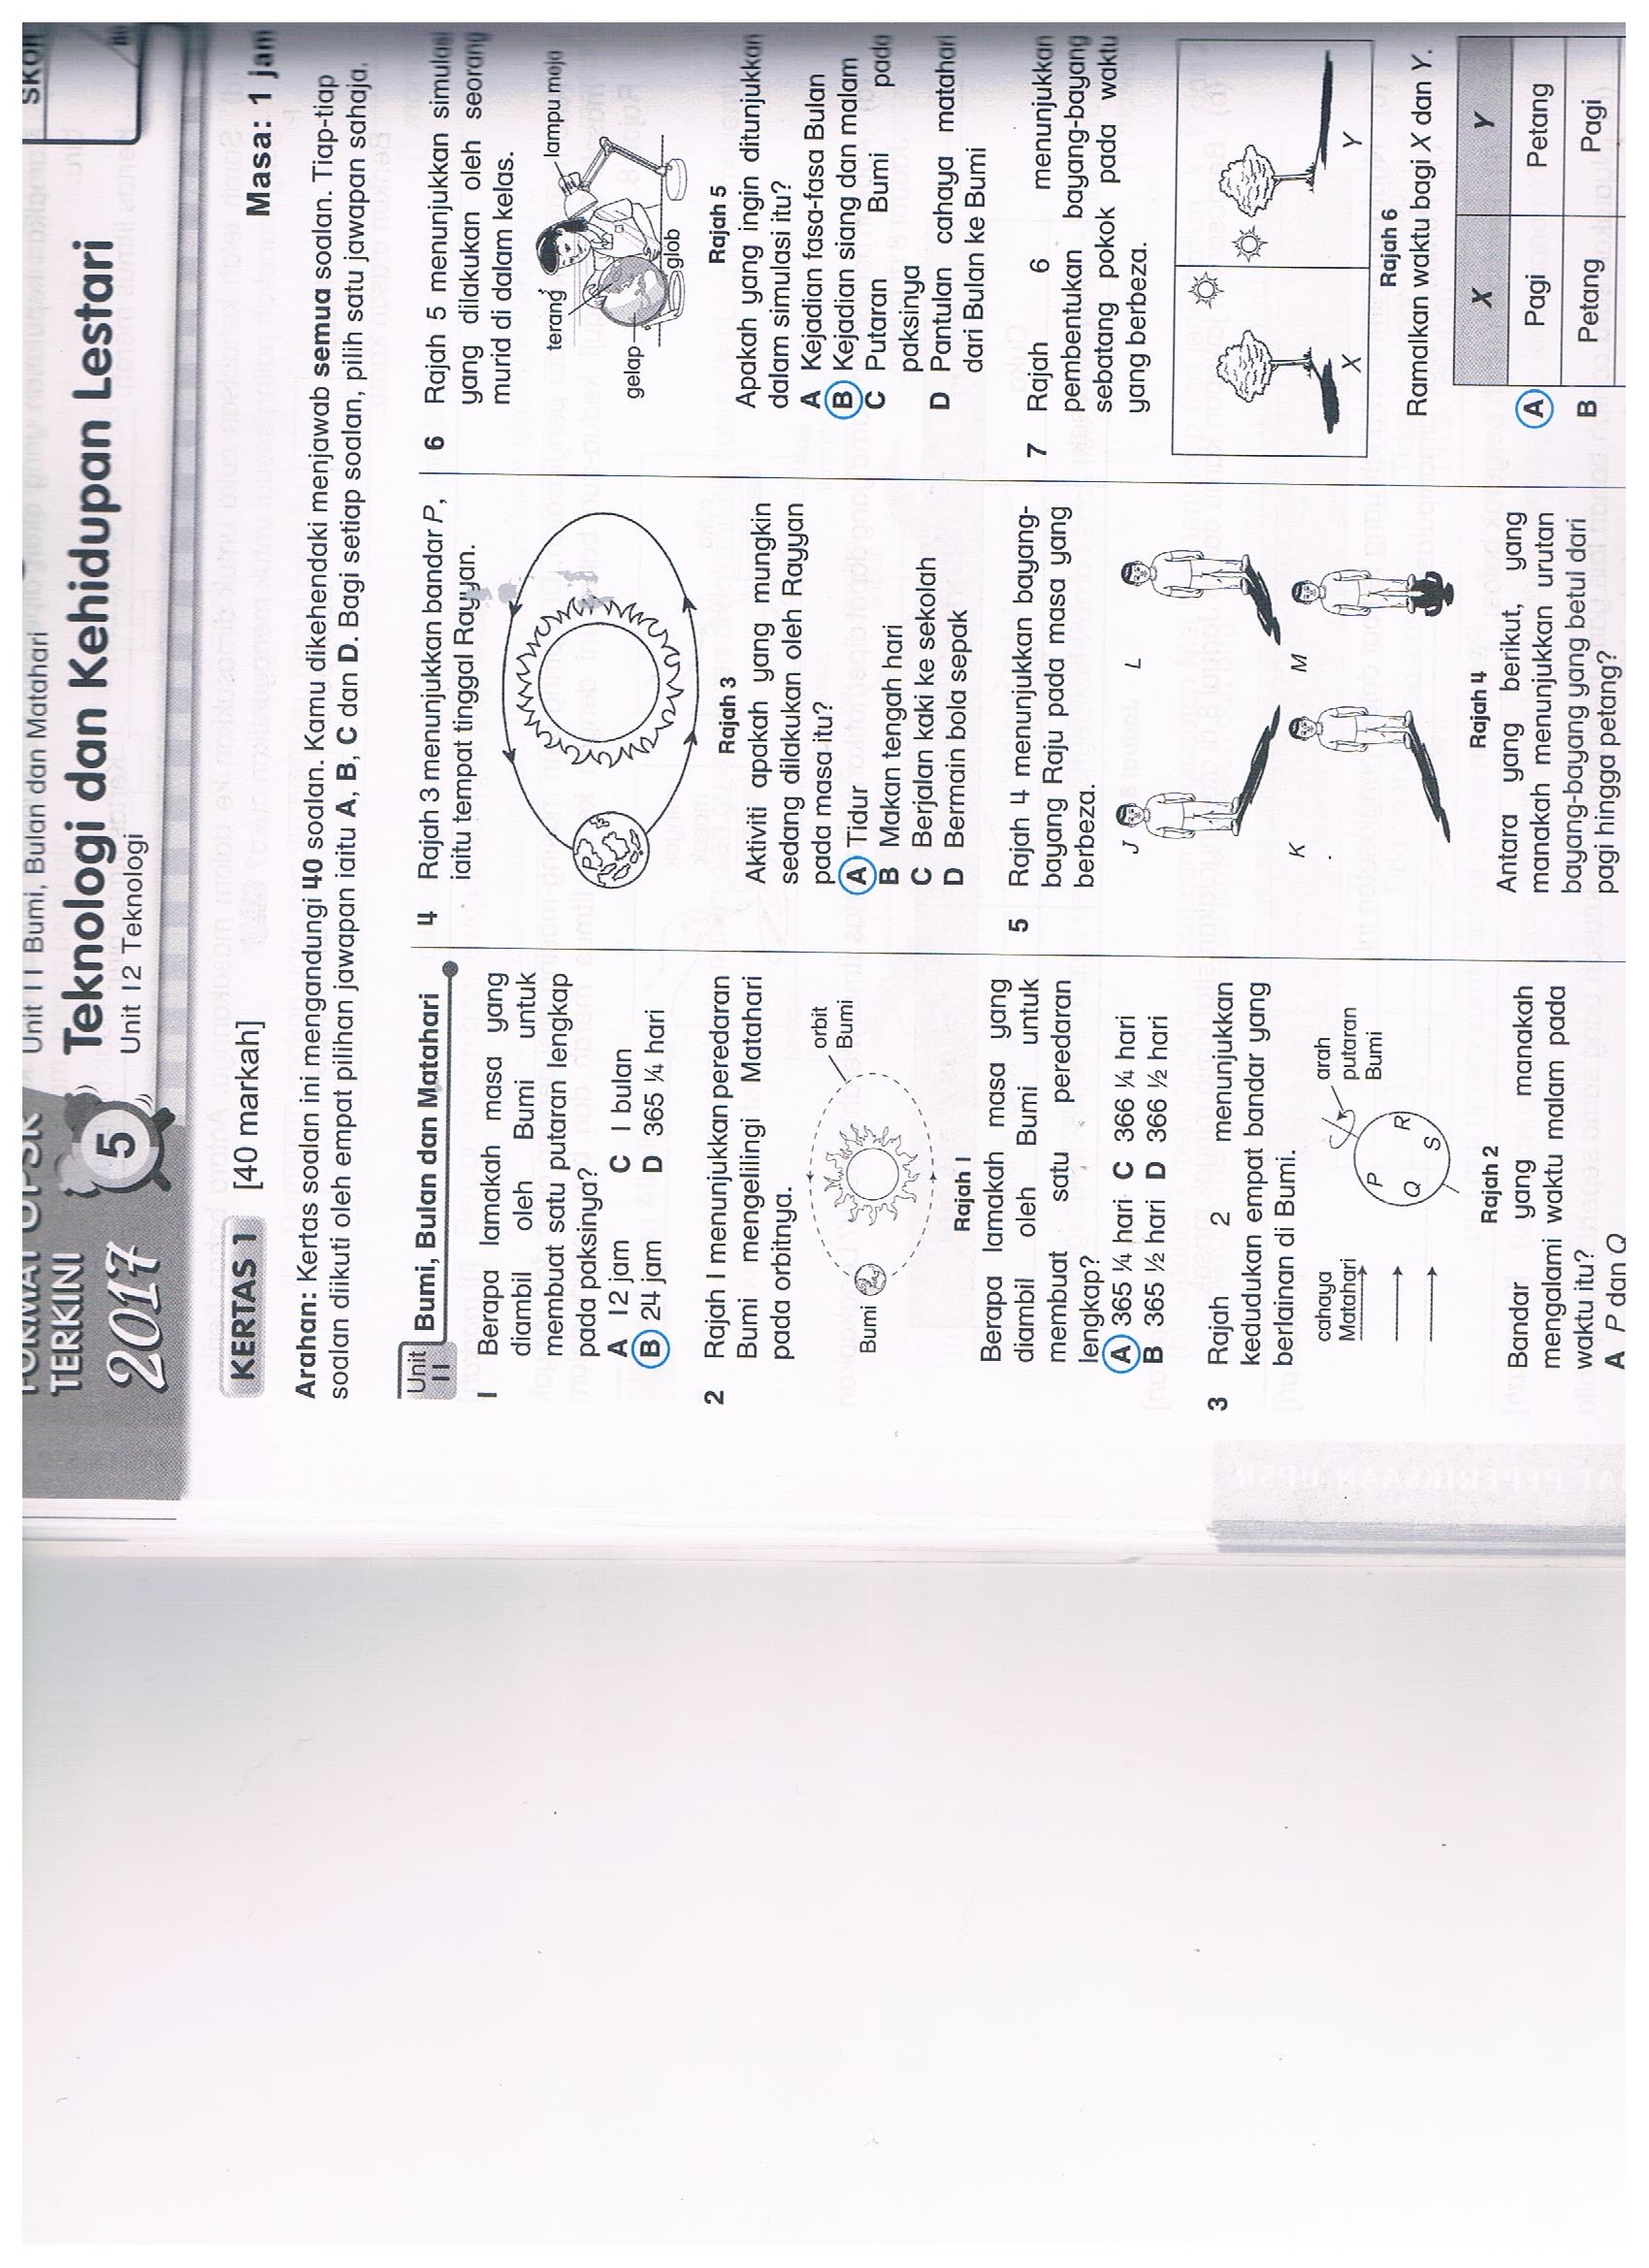 SKOR
FORMAT UPSR
TERKINI
2017
5
Unit 11 Bumi, Bulan dan Matahari
Teknologi dan Kehidupan Lestari
Unit 12 Teknologi
KERTAS 1
[40 markah]
Masa: 1 jam
Arahan: Kertas soalan ini mengandungi 40 soalan. Kamu dikehendaki menjawab semua soalan. Tiap-tiap
soalan diikuti oleh empat pilihan jawapan iaitu A, B, C dan D. Bagi setiap soalan, pilih satu jawapan sahaja.
Unit
11
Bumi, Bulan dan Matahari
1 Berapa lamakah masa yang
diambil oleh Bumi untuk
membuat satu putaran lengkap
pada paksinya?
A 12 jam C 1 bulan
B 24 jam D 365 ¼ hari
2 Rajah 1 menunjukkan peredaran
Bumi mengelilingi Matahari
pada orbitnya.
orbit
Bumi
Bumi
Rajah 1
Berapa lamakah masa yang
diambil oleh Bumi untuk
membuat satu peredaran
lengkap?
A 365 ¼ hari C 366 ¼ hari
B 365 ½ hari D 366 ½ hari
3 Rajah 2 menunjukkan
kedudukan empat bandar yang
berlainan di Bumi.
cahaya
Matahari
arah
putaran
Bumi
P
Q
R
S
Rajah 2
Bandar yang manakah
mengalami waktu malam pada
waktu itu?
A P dan Q
4 Rajah 3 menunjukkan bandar P,
iaitu tempat tinggal Rayyan.
P
Rajah 3
Aktiviti apakah yang mungkin
sedang dilakukan oleh Rayyan
pada masa itu?
A Tidur
B Makan tengah hari
C Berjalan kaki ke sekolah
D Bermain bola sepak
5 Rajah 4 menunjukkan bayang-
bayang Raju pada masa yang
berbeza.
J
L
K
M
Rajah 4
Antara yang berikut, yang
manakah menunjukkan urutan
bayang-bayang yang betul dari
pagi hingga petang?
6 Rajah 5 menunjukkan simulasi
yang dilakukan oleh seorang
murid di dalam kelas.
terang
lampu meja
gelap
glob
Rajah 5
Apakah yang ingin ditunjukkan
dalam simulasi itu?
A Kejadian fasa-fasa Bulan
B Kejadian siang dan malam
C Putaran Bumi pada
paksinya
D Pantulan cahaya matahari
dari Bulan ke Bumi
7 Rajah 6 menunjukkan
pembentukan bayang-bayang
sebatang pokok pada waktu
yang berbeza.
X
Y
Rajah 6
Ramalkan waktu bagi X dan Y.
X Y
A Pagi Petang
B Petang Pagi